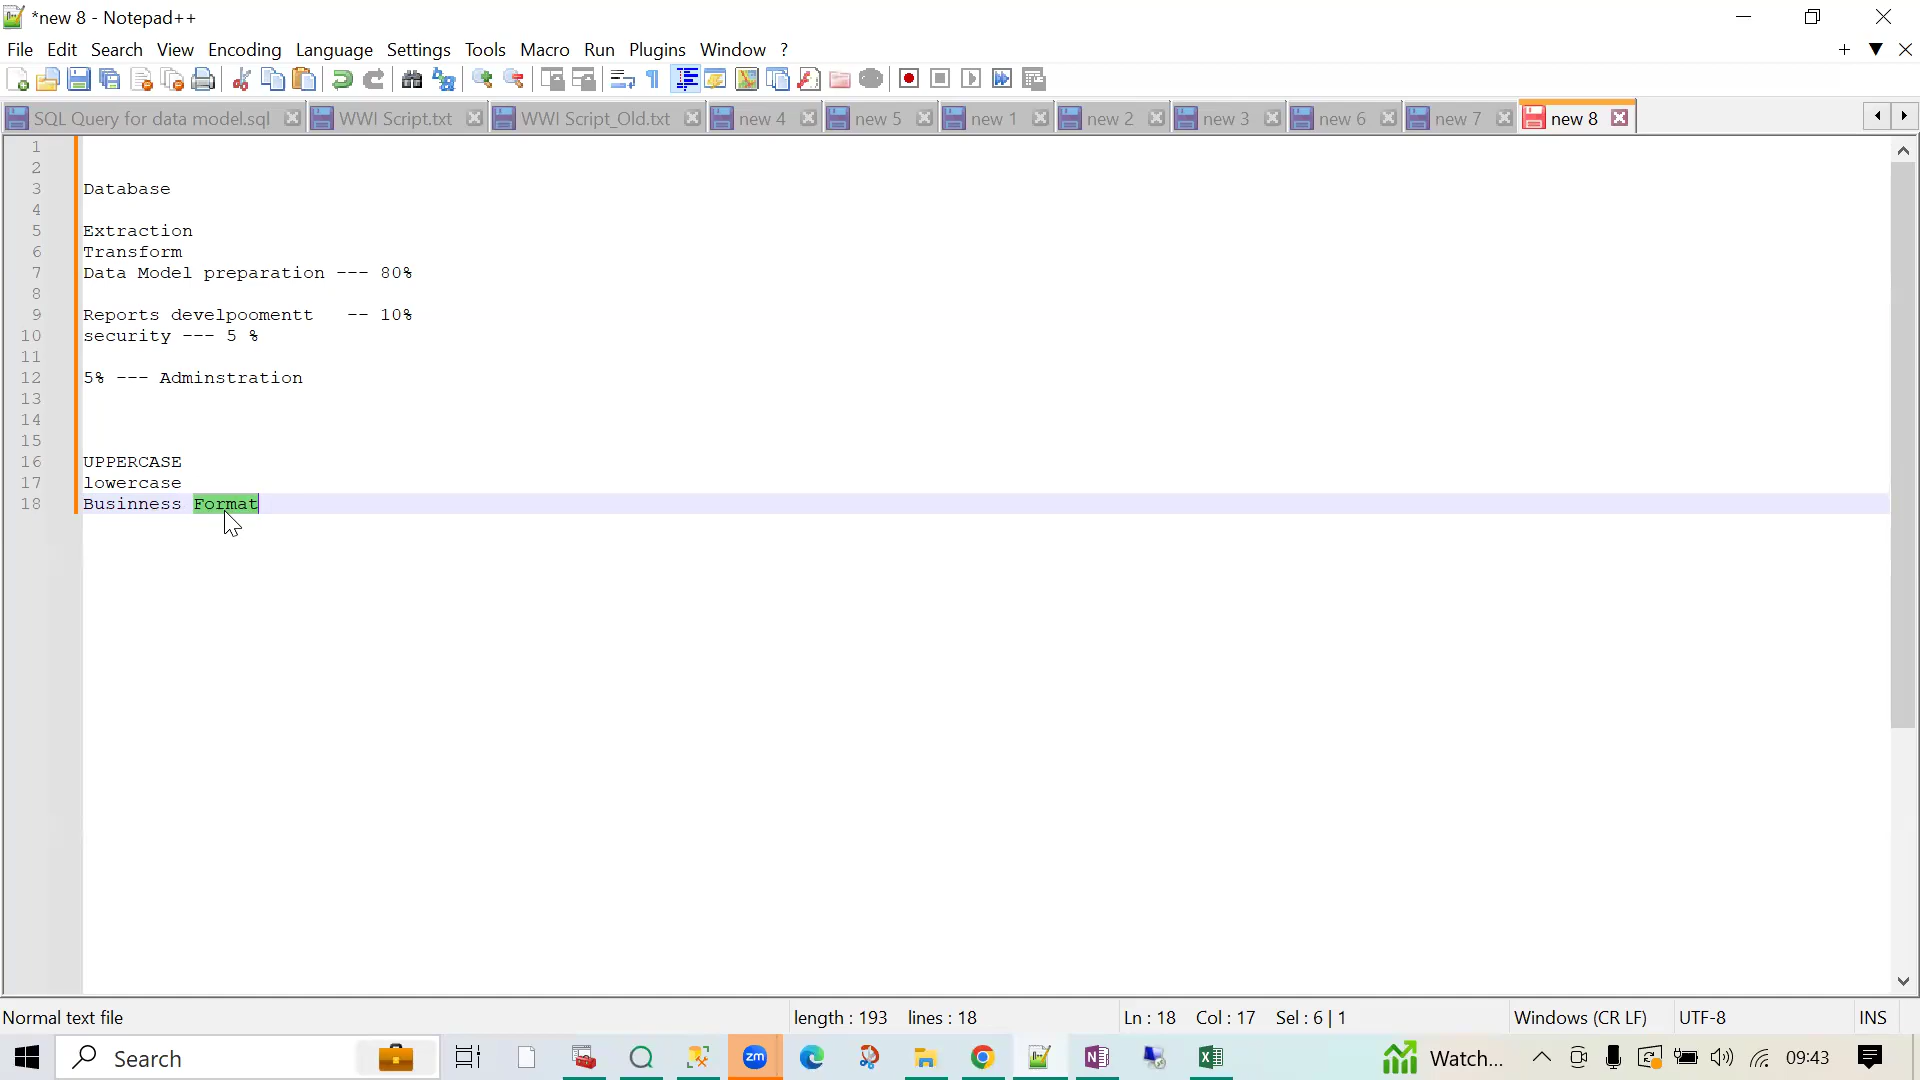 *new 8 - Notepad++
File Edit Search View Encoding Language Settings Tools Macro Run Plugins Window ?
SQL Query for data model.sql WWI Script.txt WWI Script_Old.txt new 4 new 5 new 1 new 2 new 3 new 6 new 7 new 8
1
2
3 Database
4
5 Extraction
6 Transform
7 Data Model preparation --- 80%
8
9 Reports develpoomentt -- 10%
10 security --- 5 %
11
12 5% --- Adminstration
13
14
15
16 UPPERCASE
17 lowercase
18 Businness Format
Normal text file length : 193 lines : 18 Ln : 18 Col : 17 Sel : 6 | 1 Windows (CR LF) UTF-8 INS
Search zm Watch... 09:43